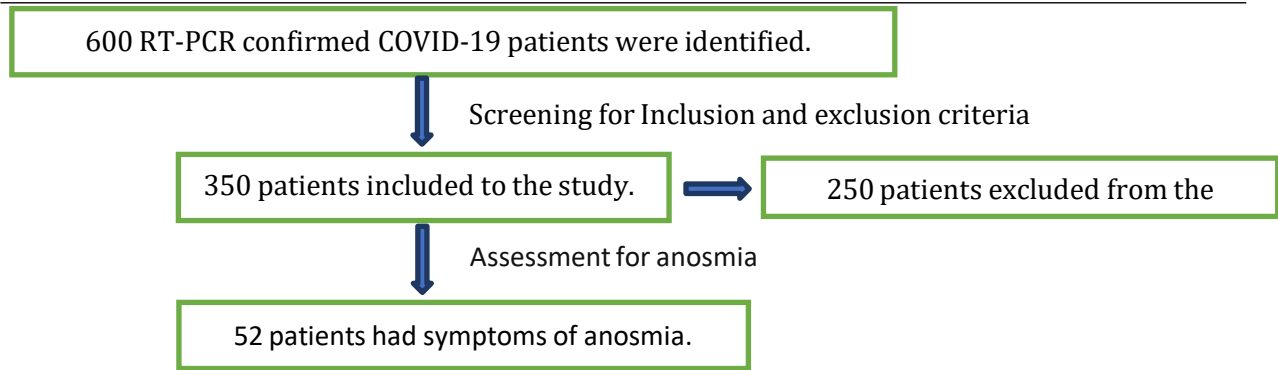 600 RT-PCR confirmed COVID-19 patients were identified.
Screening for Inclusion and exclusion criteria
350 patients included to the study.
250 patients excluded from the
Assessment for anosmia
52 patients had symptoms of anosmia.